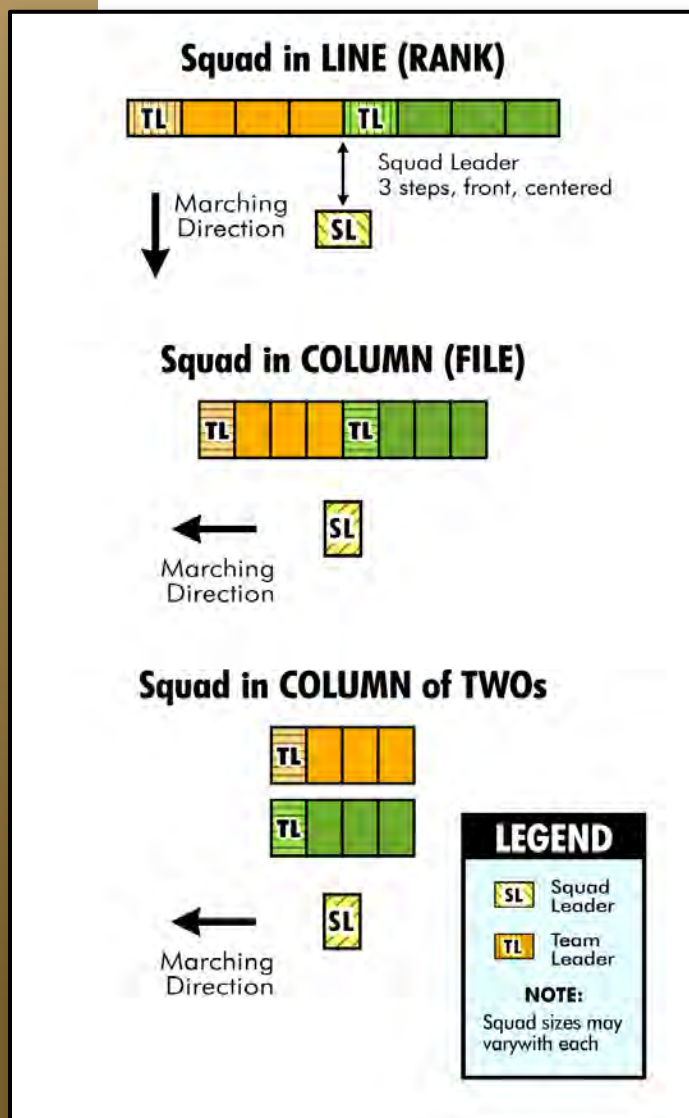 Squad in LINE (RANK)
TL TL
Squad Leader
3 steps, front, centered
Marching
Direction
SL
Squad in COLUMN (FILE)
TL TL
SL
Marching
Direction
Squad in COLUMN of TWOs
TL
TL
SL
Marching
Direction
LEGEND
SL Squad
Leader
TL Team
Leader
NOTE:
Squad sizes may
varywith each